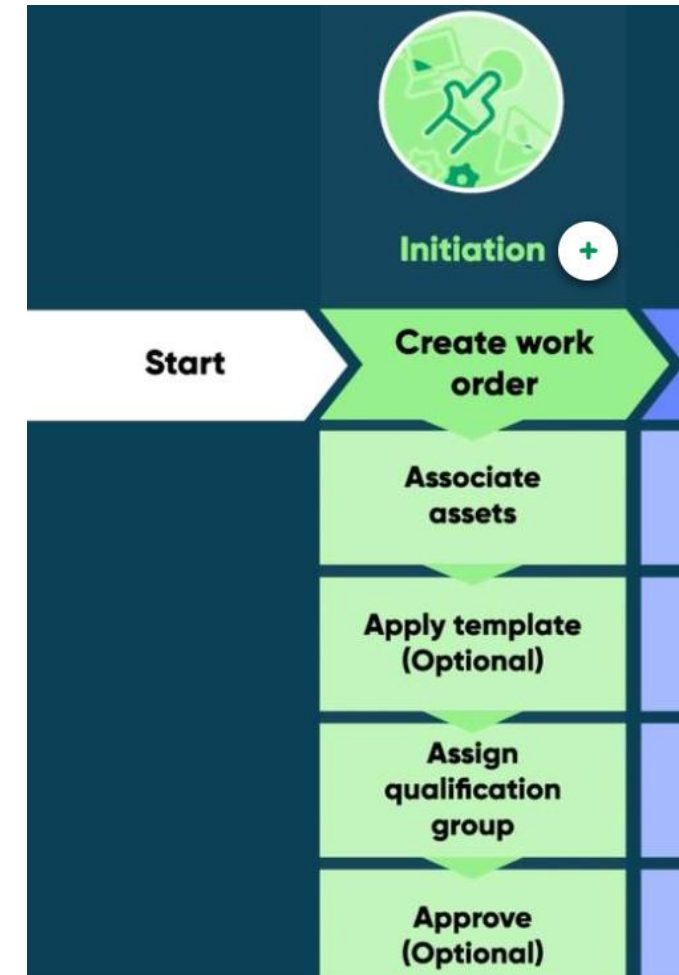 Initiation +
Start
Create work
order
Associate
assets
Apply template
(Optional)
Assign
qualification
group
Approve
(Optional)